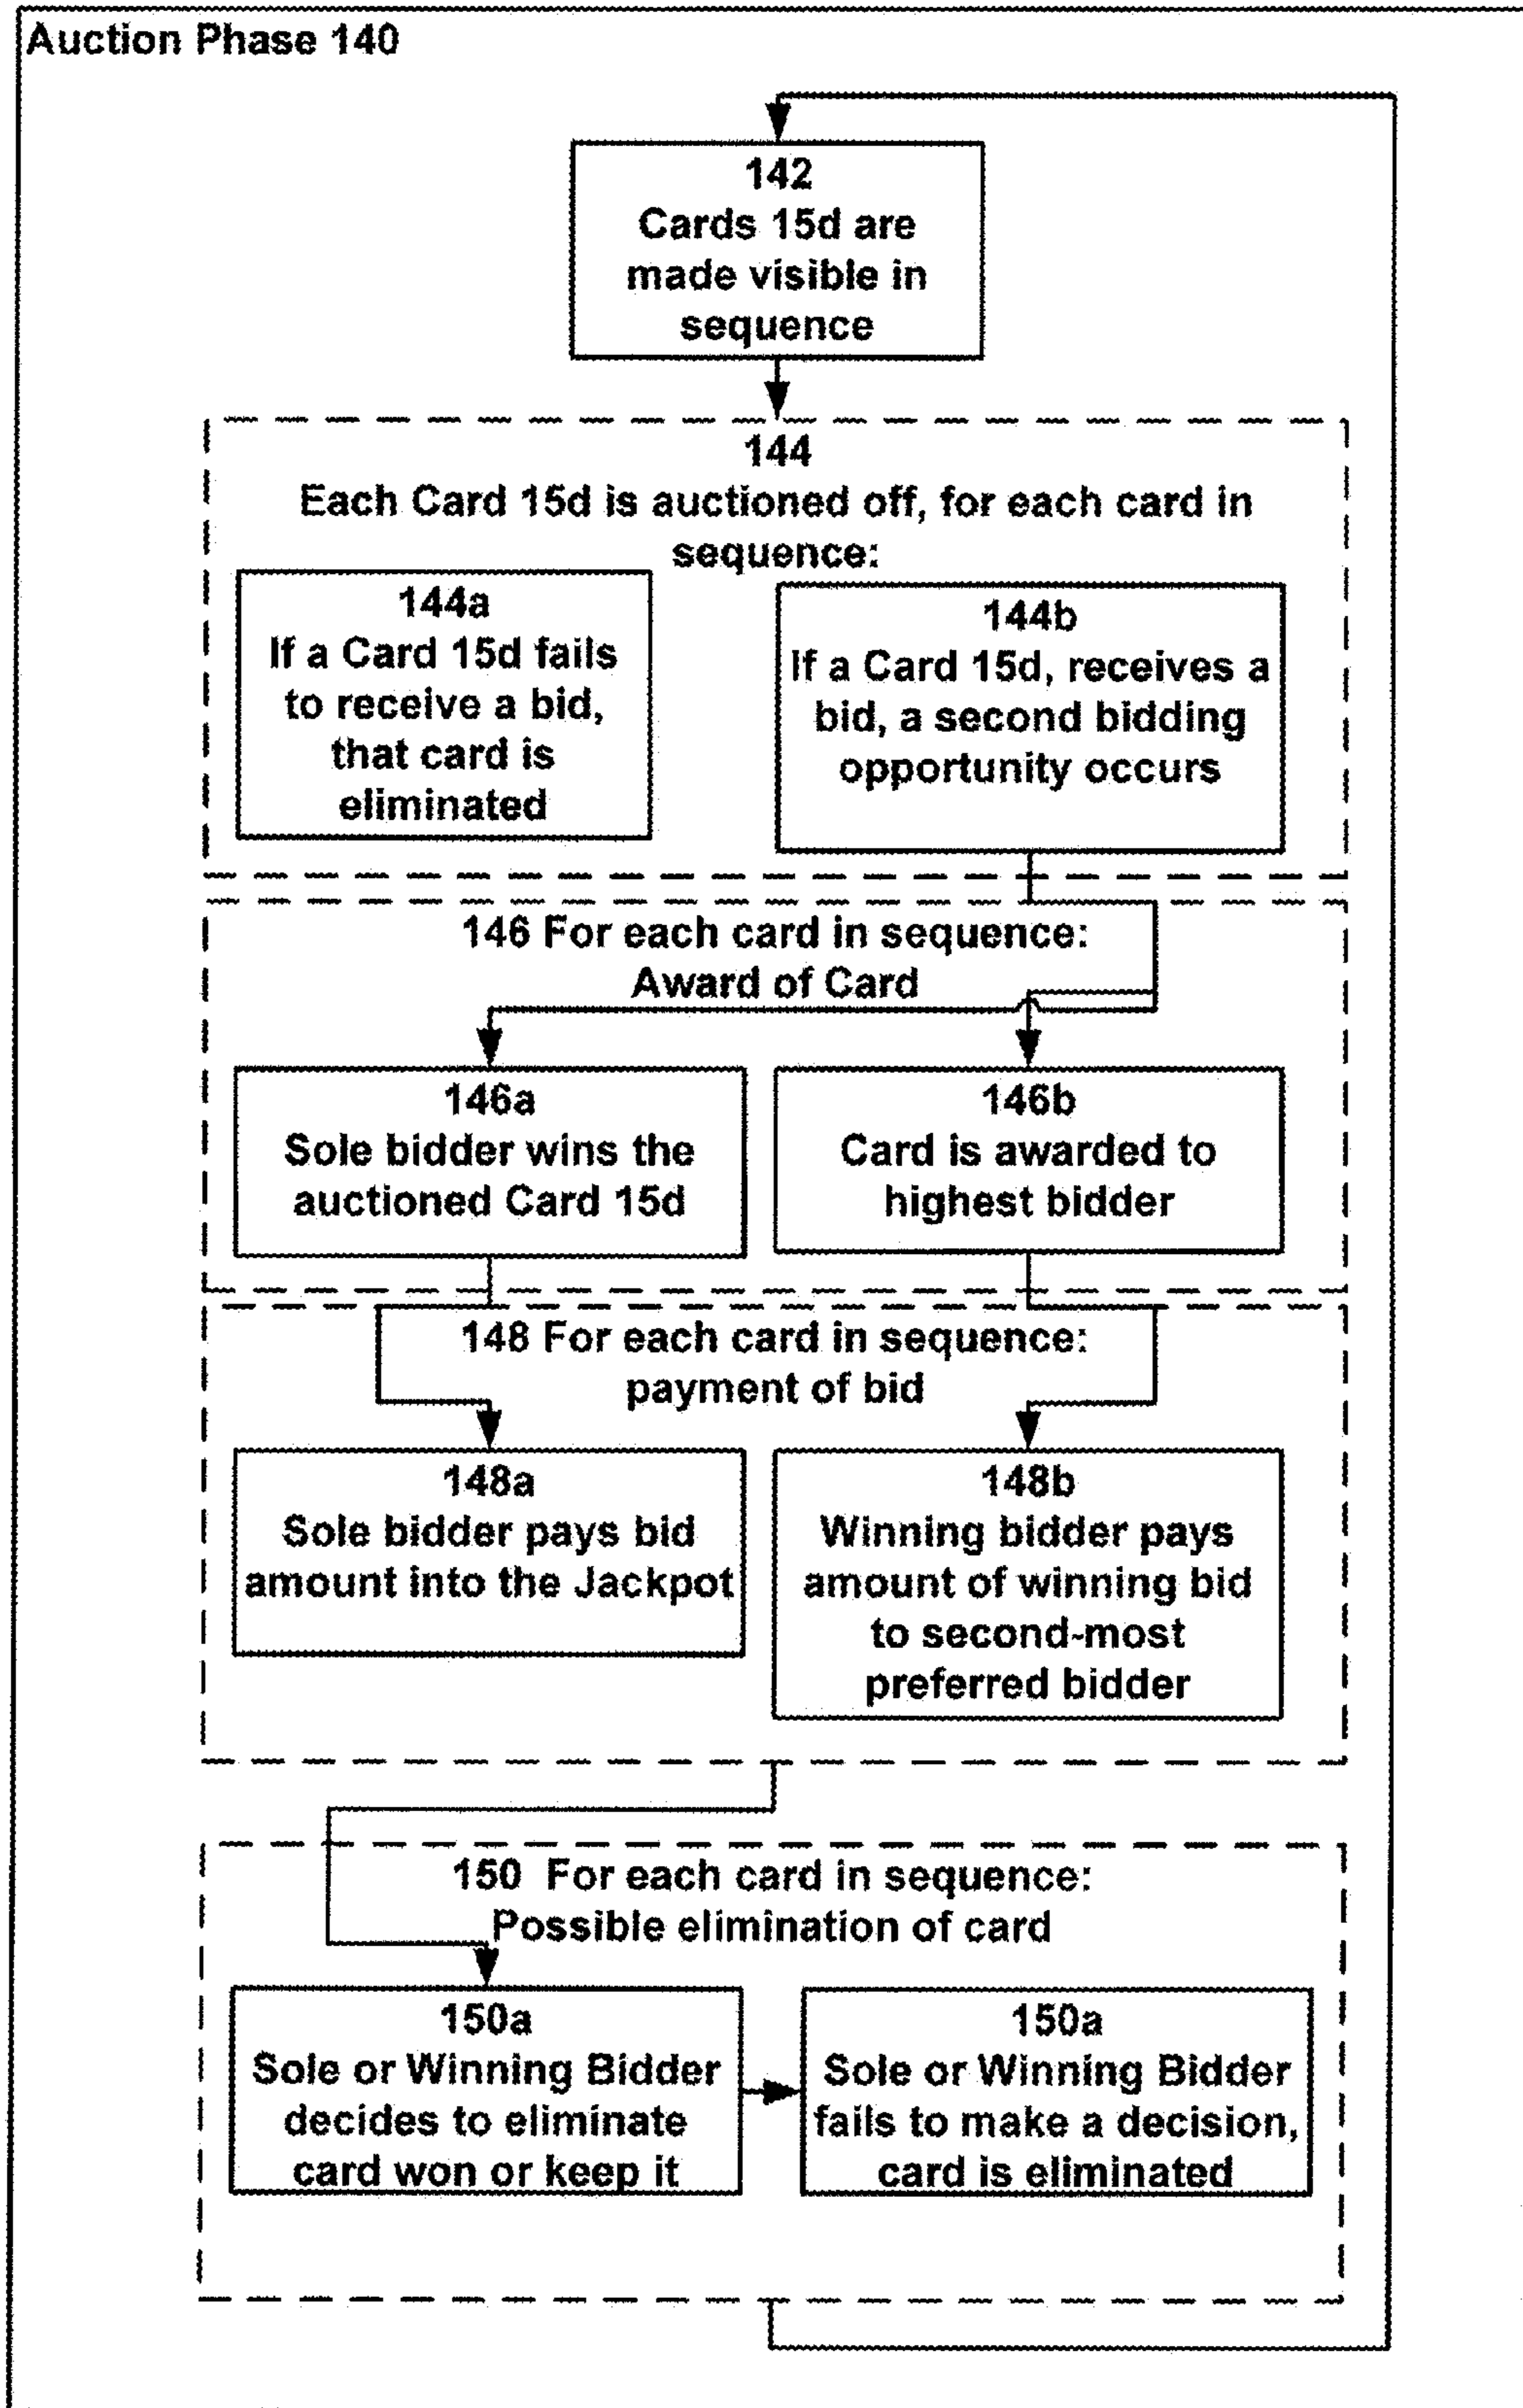 Auction Phase 140
142
Cards 15d are
made visible in
sequence
144
Each Card 15d is auctioned off, for each card in
sequence:
144a
If a Card 15d fails
to receive a bid,
that card is
eliminated
144b
If a Card 15d, receives a
bid, a second bidding
opportunity occurs
146 For each card in sequence:
Award of Card
146a
Sole bidder wins the
auctioned Card 15d
146b
Card is awarded to
highest bidder
148 For each card in sequence:
payment of bid
148a
Sole bidder pays bid
amount into the Jackpot
148b
Winning bidder pays
amount of winning bid
to second-most
preferred bidder
150 For each card in sequence:
Possible elimination of card
150a
Sole or Winning Bidder
decides to eliminate
card won or keep it
150a
Sole or Winning Bidder
fails to make a decision,
card is eliminated